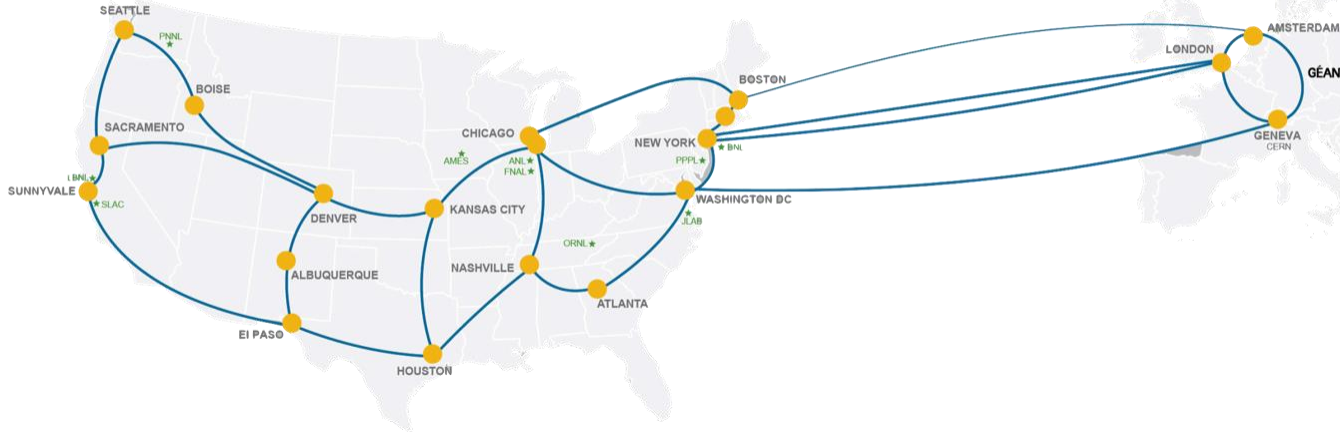 SEATTLE
PNNL
BOISE
SACRAMENTO
LBNL
SUNNYVALE
SLAC
DENVER
ALBUQUERQUE
El PASO
HOUSTON
KANSAS CITY
AMES
CHICAGO
ANL
FNAL
NASHVILLE
ORNL
ATLANTA
BOSTON
NEW YORK
BNL
PPPL
WASHINGTON DC
JLAB
AMSTERDAM
LONDON
GÉAN
GENEVA
CERN